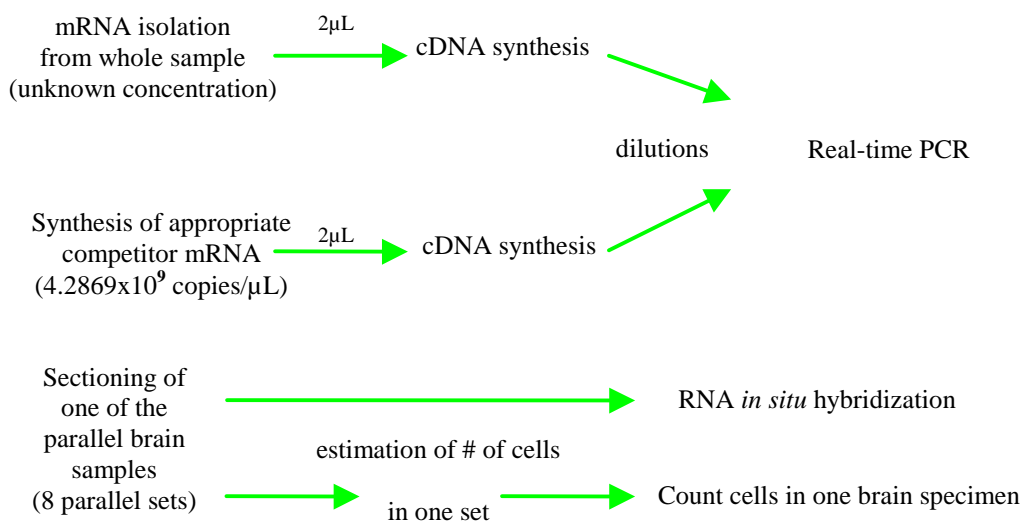 mRNA isolation
from whole sample
(unknown concentration)
2µL
cDNA synthesis
dilutions
Real-time PCR
Synthesis of appropriate
competitor mRNA
(4.2869x10⁹ copies/µL)
2µL
cDNA synthesis
Sectioning of
one of the
parallel brain
samples
(8 parallel sets)
RNA in situ hybridization
estimation of # of cells
in one set
Count cells in one brain specimen